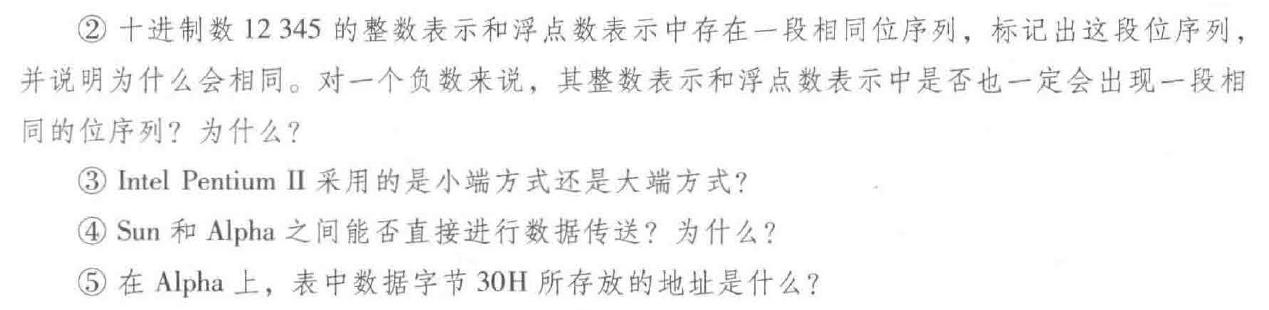 ② 十进制数 12 345 的整数表示和浮点数表示中存在一段相同位序列，标记出这段位序列，
并说明为什么会相同。对一个负数来说，其整数表示和浮点数表示中是否也一定会出现一段相
同的位序列？为什么？
③ Intel Pentium II 采用的是小端方式还是大端方式？
④ Sun 和 Alpha 之间能否直接进行数据传送？为什么？
⑤ 在 Alpha 上，表中数据字节 30H 所存放的地址是什么？